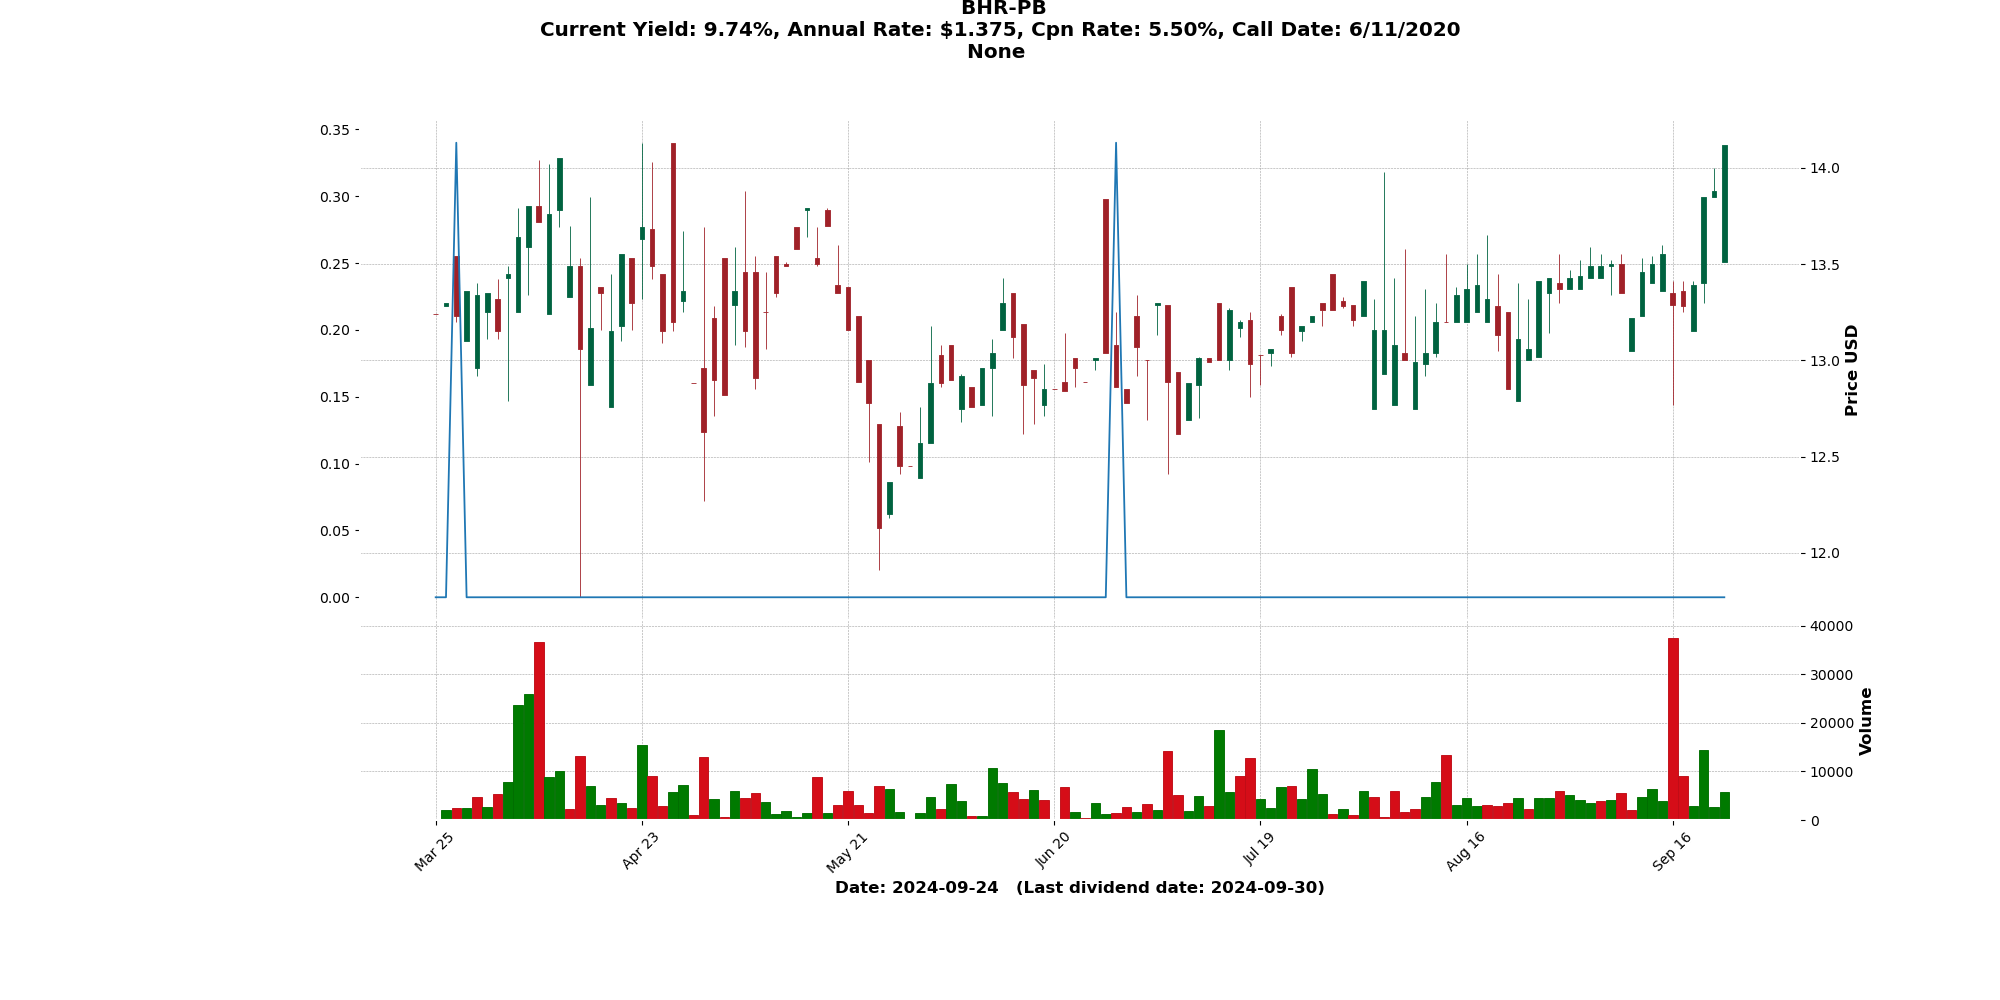 BHR-PB
Current Yield: 9.74%, Annual Rate: $1.375, Cpn Rate: 5.50%, Call Date: 6/11/2020
None
0.35
0.30
0.25
0.20
0.15
0.10
0.05
0.00
14.0
13.5
13.0
12.5
12.0
Price USD
40000
30000
20000
10000
0
Volume
Mar 25
Apr 23
May 21
Jun 20
Jul 19
Aug 16
Sep 16
Date: 2024-09-24 (Last dividend date: 2024-09-30)